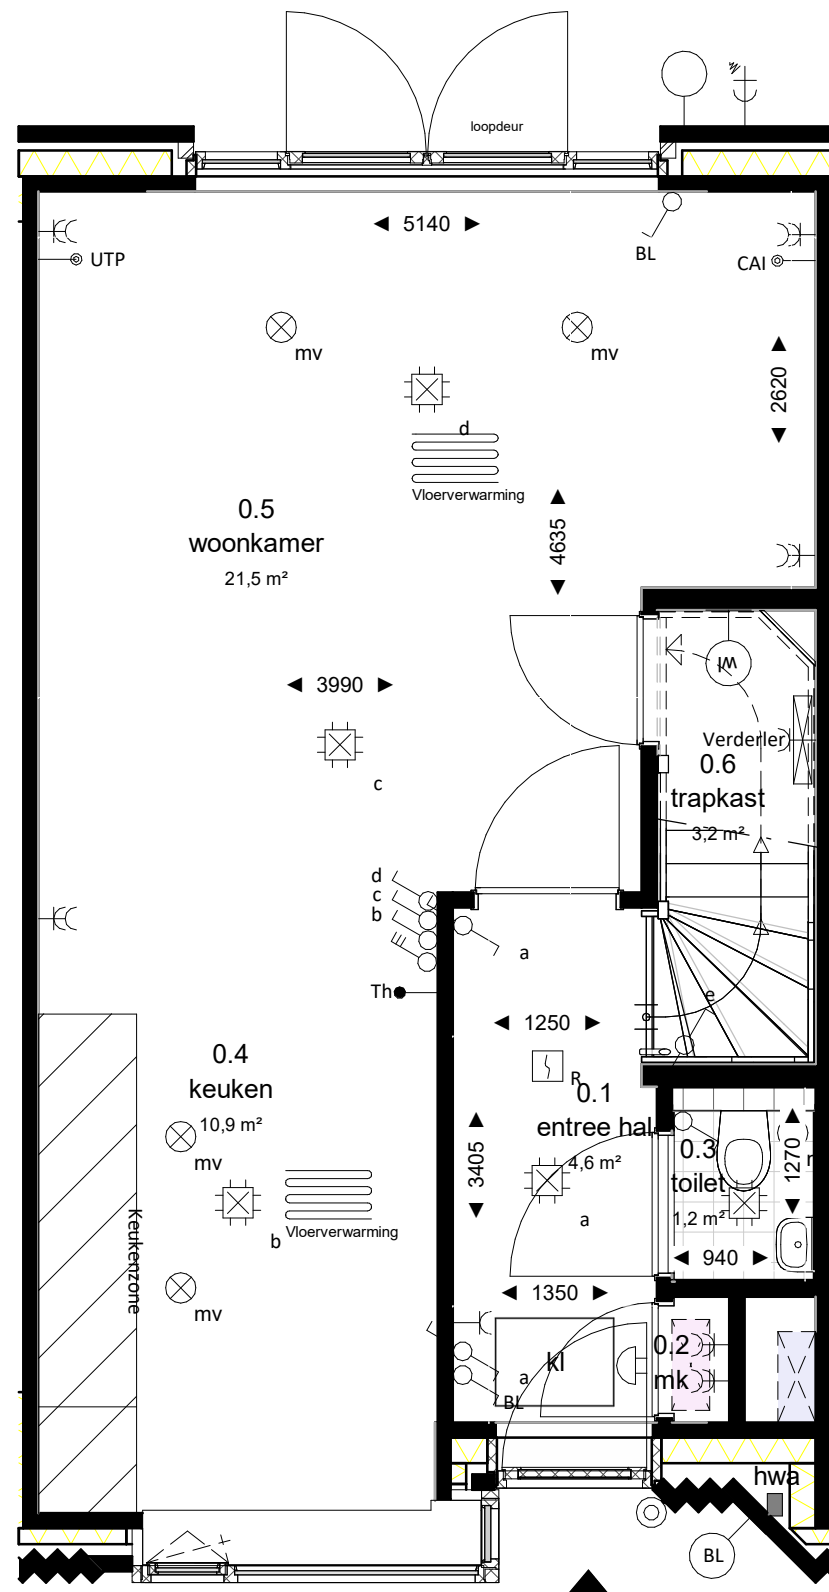 loopdeur
5140
BL
UTP
CAI
mv
mv
2620
d
Vloerverwarming
4635
0.5
woonkamer
21,5 m²
3990
c
Verderler
0.6
trapkast
3,2 m²
d
c
b
a
Th
e
1250
R
0.4
keuken
10,9 m²
mv
0.1
entree hal
4,6 m²
3405
0.3
toilet
1,2 m²
1270
940
a
b
Vloerverwarming
Keukenzone
mv
1350
kl
0.2
mk
a
BL
hwa
BL